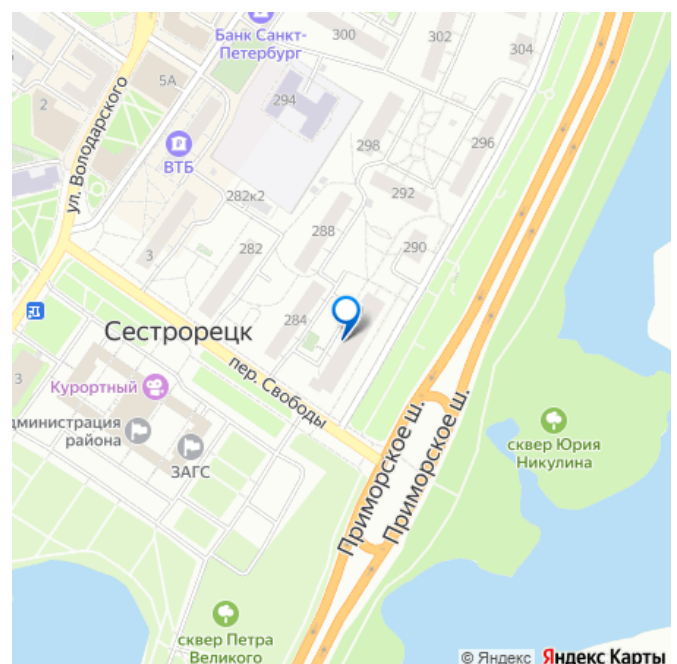 Банк Санкт-
Петербург
300
302
304
5А
294
2
ул. Володарского
ВТБ
298
296
292
282к2
288
290
3
282
284
Сестрорецк
пер. Свободы
Курортный
3
дминистрация
района
ЗАГС
Приморское ш.
Приморское ш.
сквер Юрия
Никулина
сквер Петра
Великого
© Яндекс Яндекс Карты